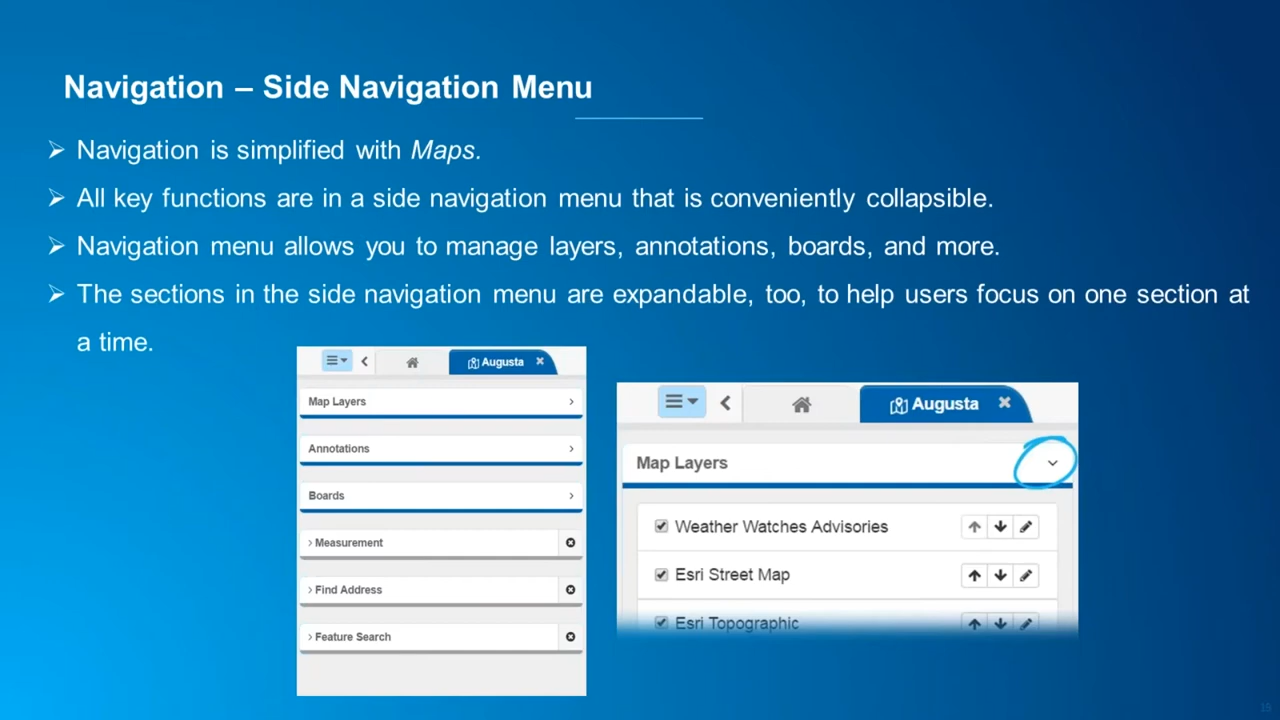 Navigation – Side Navigation Menu
Navigation is simplified with Maps.
All key functions are in a side navigation menu that is conveniently collapsible.
Navigation menu allows you to manage layers, annotations, boards, and more.
The sections in the side navigation menu are expandable, too, to help users focus on one section at
a time.
Augusta
Map Layers
Annotations
Boards
Measurement
Find Address
Feature Search
Augusta
Map Layers
Weather Watches Advisories
Esri Street Map
Esri Topographic
19